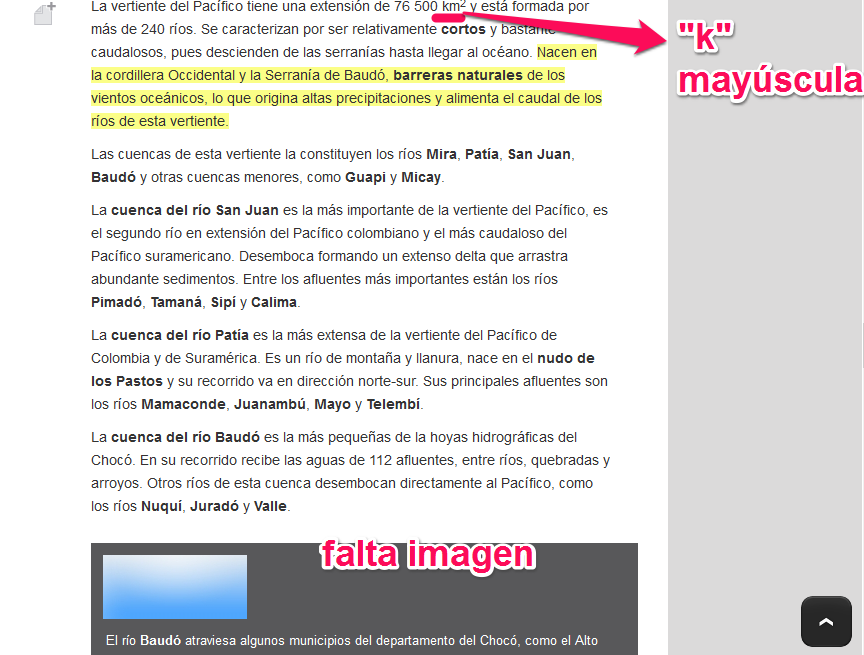 La vertiente del Pacífico tiene una extensión de 76 500 km² y está formada por
más de 240 ríos. Se caracterizan por ser relativamente cortos y bastante
caudalosos, pues descienden de las serranías hasta llegar al océano. Nacen en
la cordillera Occidental y la Serranía de Baudó, barreras naturales de los
vientos oceánicos, lo que origina altas precipitaciones y alimenta el caudal de los
ríos de esta vertiente.
"k"
mayúscula
Las cuencas de esta vertiente la constituyen los ríos Mira, Patía, San Juan,
Baudó y otras cuencas menores, como Guapi y Micay.
La cuenca del río San Juan es la más importante de la vertiente del Pacífico, es
el segundo río en extensión del Pacífico colombiano y el más caudaloso del
Pacífico suramericano. Desemboca formando un extenso delta que arrastra
abundante sedimentos. Entre los afluentes más importantes están los ríos
Pimadó, Tamaná, Sipí y Calima.
La cuenca del río Patía es la más extensa de la vertiente del Pacífico de
Colombia y de Suramérica. Es un río de montaña y llanura, nace en el nudo de
los Pastos y su recorrido va en dirección norte-sur. Sus principales afluentes son
los ríos Mamaconde, Juanambú, Mayo y Telembí.
La cuenca del río Baudó es la más pequeñas de la hoyas hidrográficas del
Chocó. En su recorrido recibe las aguas de 112 afluentes, entre ríos, quebradas y
arroyos. Otros ríos de esta cuenca desembocan directamente al Pacífico, como
los ríos Nuquí, Juradó y Valle.
falta imagen
El río Baudó atraviesa algunos municipios del departamento del Chocó, como el Alto